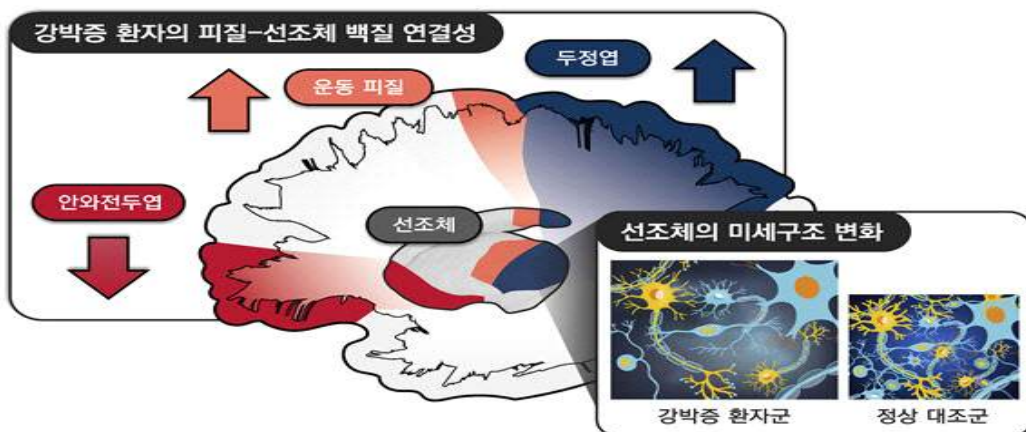 강박증 환자의 피질-선조체 백질 연결성
두정엽
운동 피질
안와전두엽
선조체
선조체의 미세구조 변화
강박증 환자군
정상 대조군